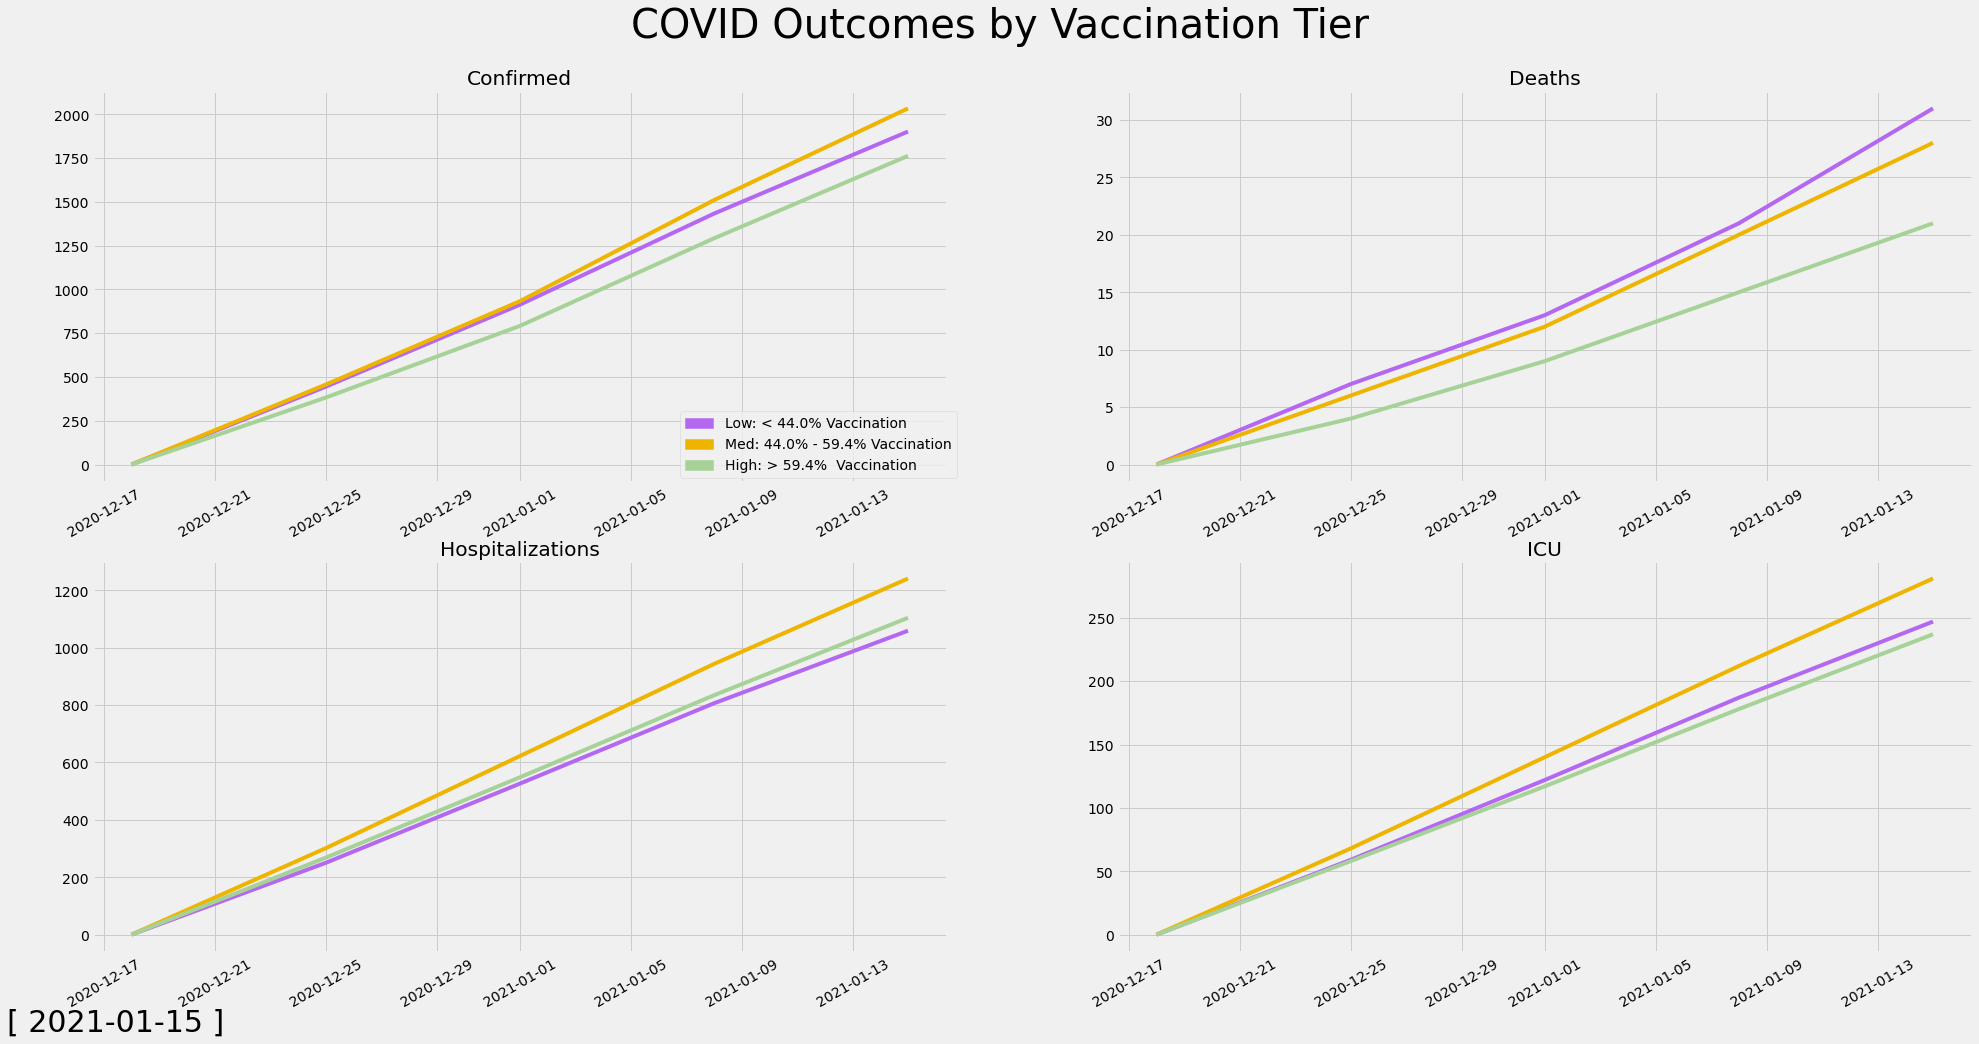 COVID Outcomes by Vaccination Tier
Confirmed
2000
1750
1500
1250
1000
750
500
250
0
Low: < 44.0% Vaccination
Med: 44.0% - 59.4% Vaccination
High: > 59.4%  Vaccination
2020-12-17 2020-12-21 2020-12-25 2020-12-29 2021-01-01 2021-01-05 2021-01-09 2021-01-13
Deaths
30
25
20
15
10
5
0
2020-12-17 2020-12-21 2020-12-25 2020-12-29 2021-01-01 2021-01-05 2021-01-09 2021-01-13
Hospitalizations
1200
1000
800
600
400
200
0
2020-12-17 2020-12-21 2020-12-25 2020-12-29 2021-01-01 2021-01-05 2021-01-09 2021-01-13
ICU
250
200
150
100
50
0
2020-12-17 2020-12-21 2020-12-25 2020-12-29 2021-01-01 2021-01-05 2021-01-09 2021-01-13
[ 2021-01-15 ]